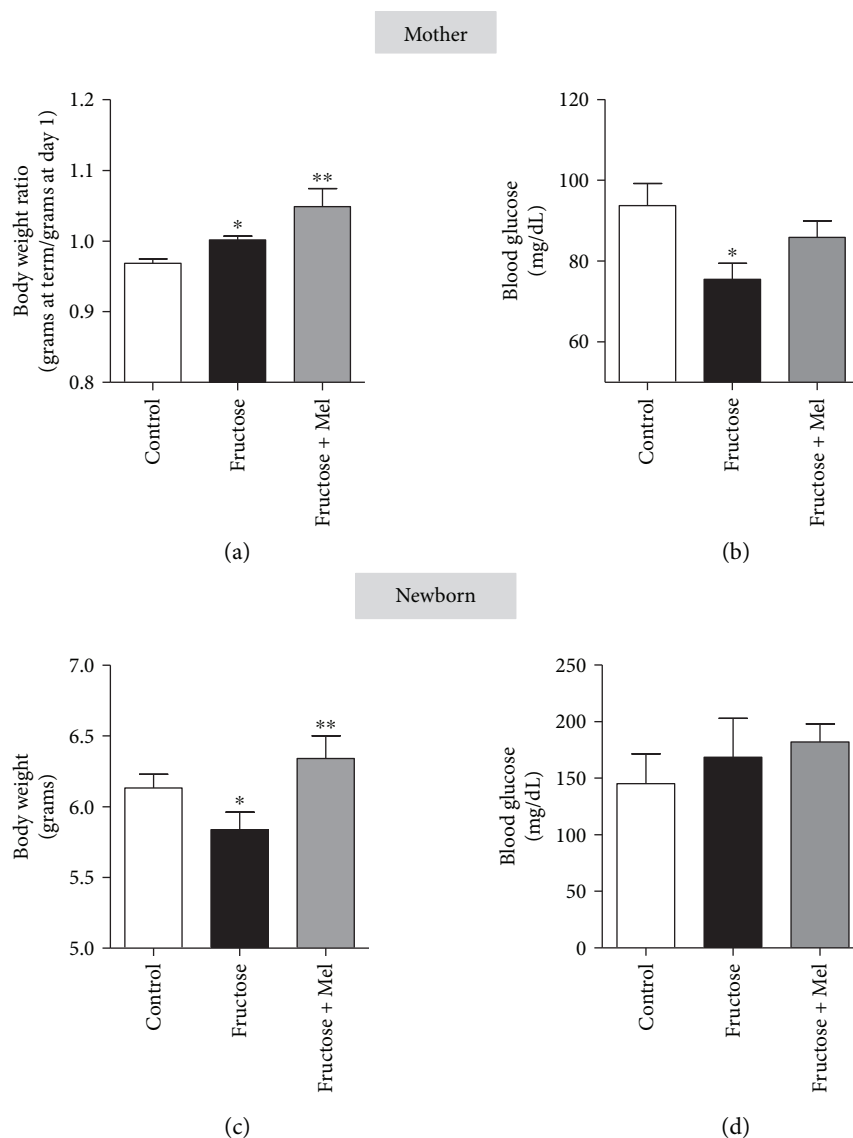 Mother
Body weight ratio
(grams at term/grams at day 1)
1.2
1.1
1.0
0.9
0.8
*
**
Control
Fructose
Fructose + Mel
(a)
Blood glucose
(mg/dL)
120
100
80
60
*
Control
Fructose
Fructose + Mel
(b)
Newborn
Body weight
(grams)
7.0
6.5
6.0
5.5
5.0
*
**
Control
Fructose
Fructose + Mel
(c)
Blood glucose
(mg/dL)
250
200
150
100
50
0
Control
Fructose
Fructose + Mel
(d)